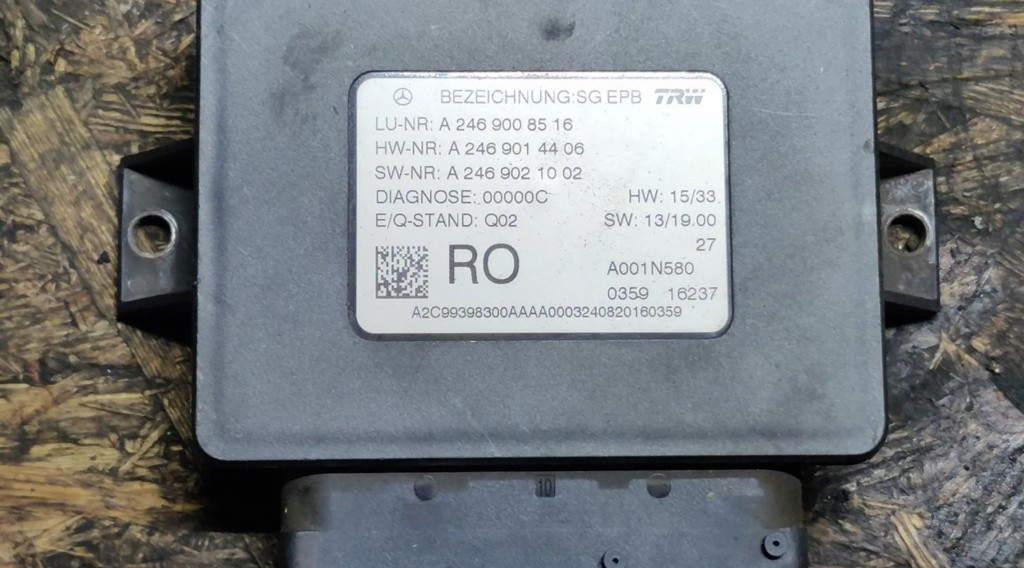 BEZEICHNUNG:SG EPB TRW
LU-NR: A 246 900 85 16
HW-NR: A 246 901 44 06
SW-NR: A 246 902 10 02
DIAGNOSE: 00000C HW: 15/33
E/Q-STAND: Q02 SW: 13/19.00
27
RO A001N580
0359 16237
A2C99398300AAAA0003240820160359
10